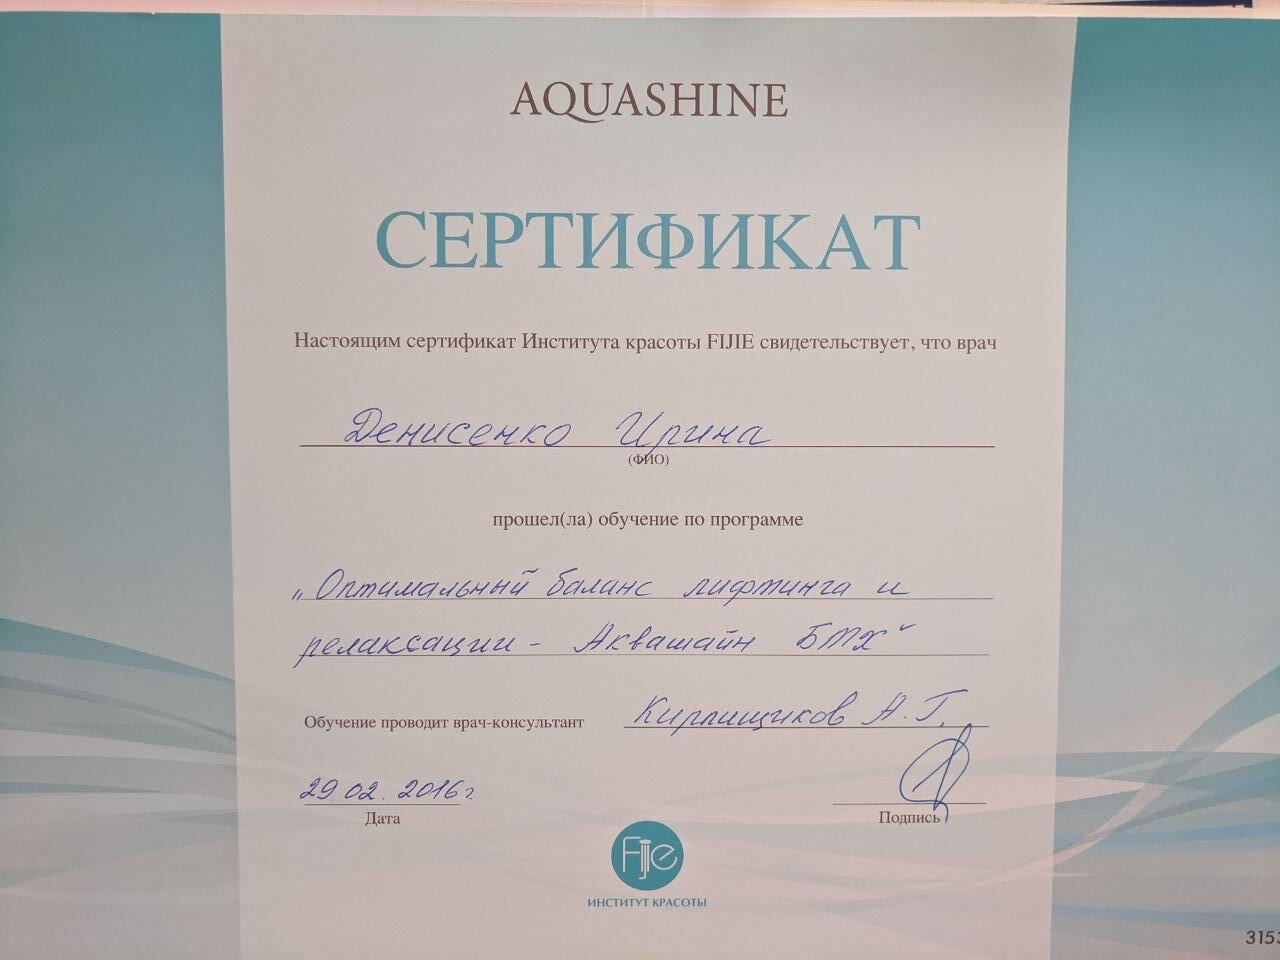 AQUASHINE
СЕРТИФИКАТ
Настоящим сертификат Института красоты FIJIE свидетельствует, что врач
Денисенко Ирина
(ФИО)
прошел(ла) обучение по программе
„Оптимальный баланс лифтинга и
релаксации - Аквашайн БТХ“
Обучение проводит врач-консультант Кирпищиков А.Г.
29.02.2016г.
Дата
Подпись
Fijie
ИНСТИТУТ КРАСОТЫ